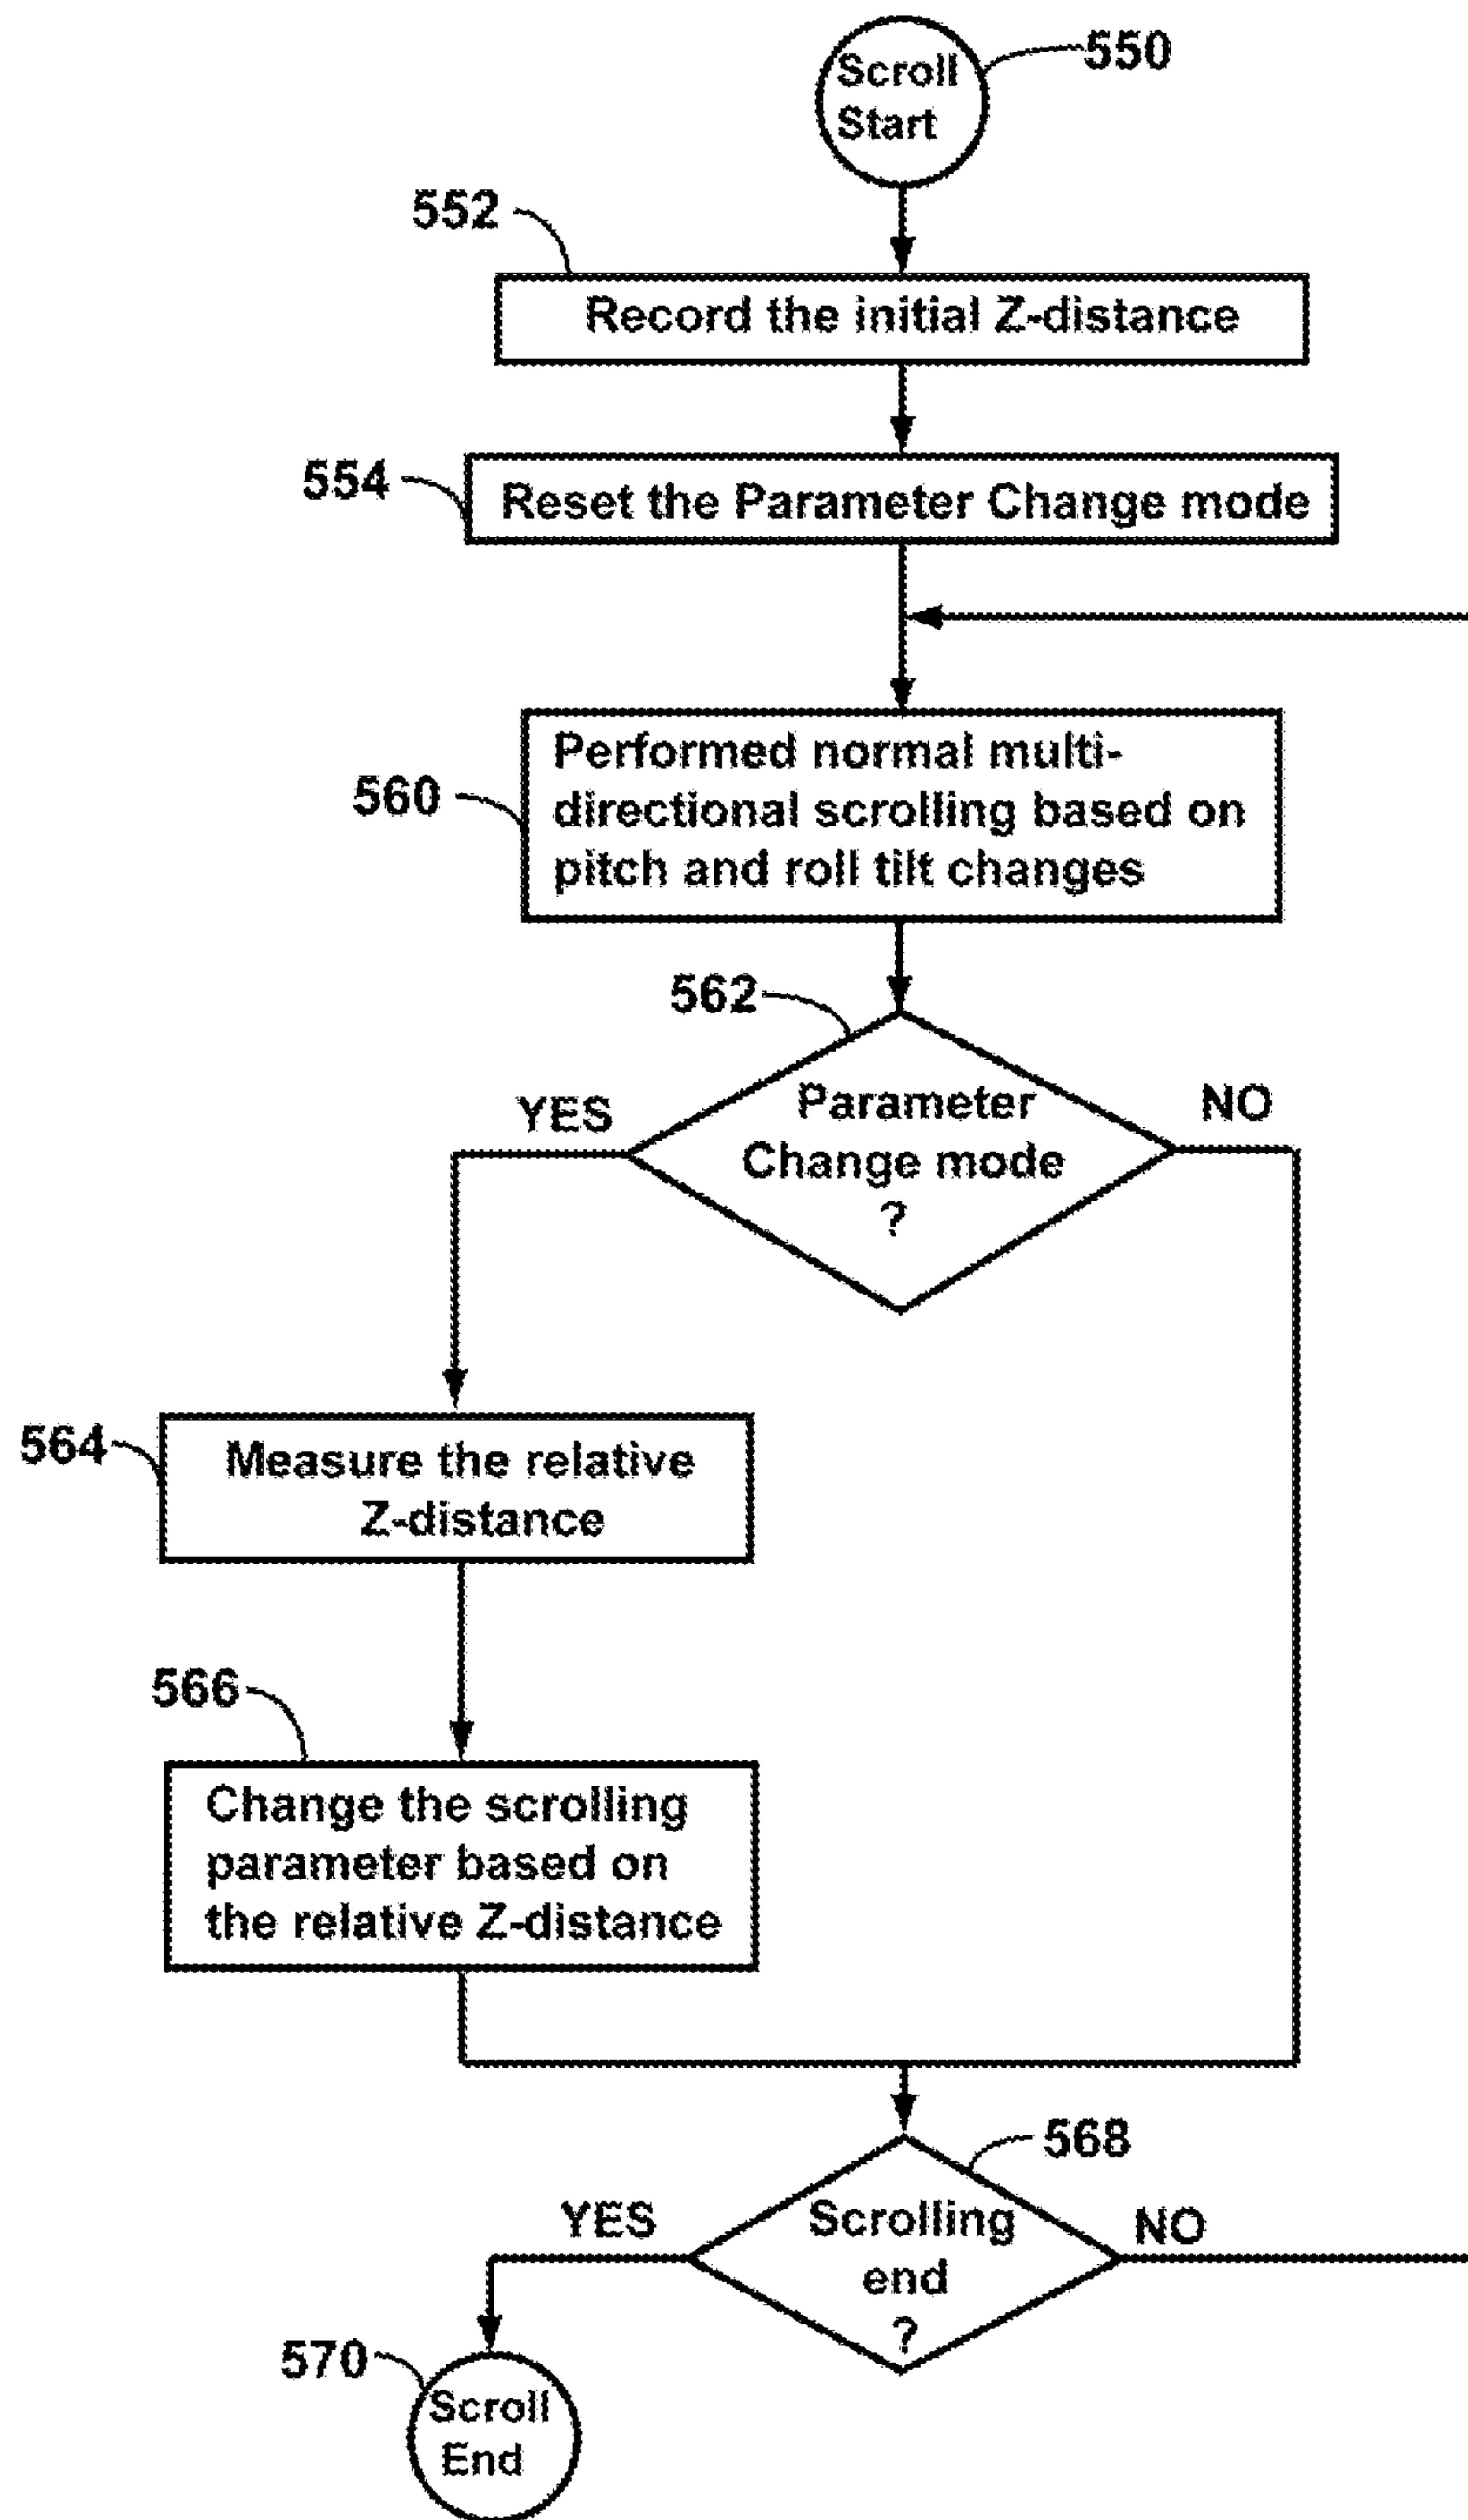 Scroll
Start
550
552
Record the initial Z-distance
554
Reset the Parameter Change mode
560
Performed normal multi-
directional scrolling based on
pitch and roll tilt changes
562
YES
Parameter
Change mode
?
NO
564
Measure the relative
Z-distance
566
Change the scrolling
parameter based on
the relative Z-distance
568
YES
Scrolling
end
?
NO
570
Scroll
End